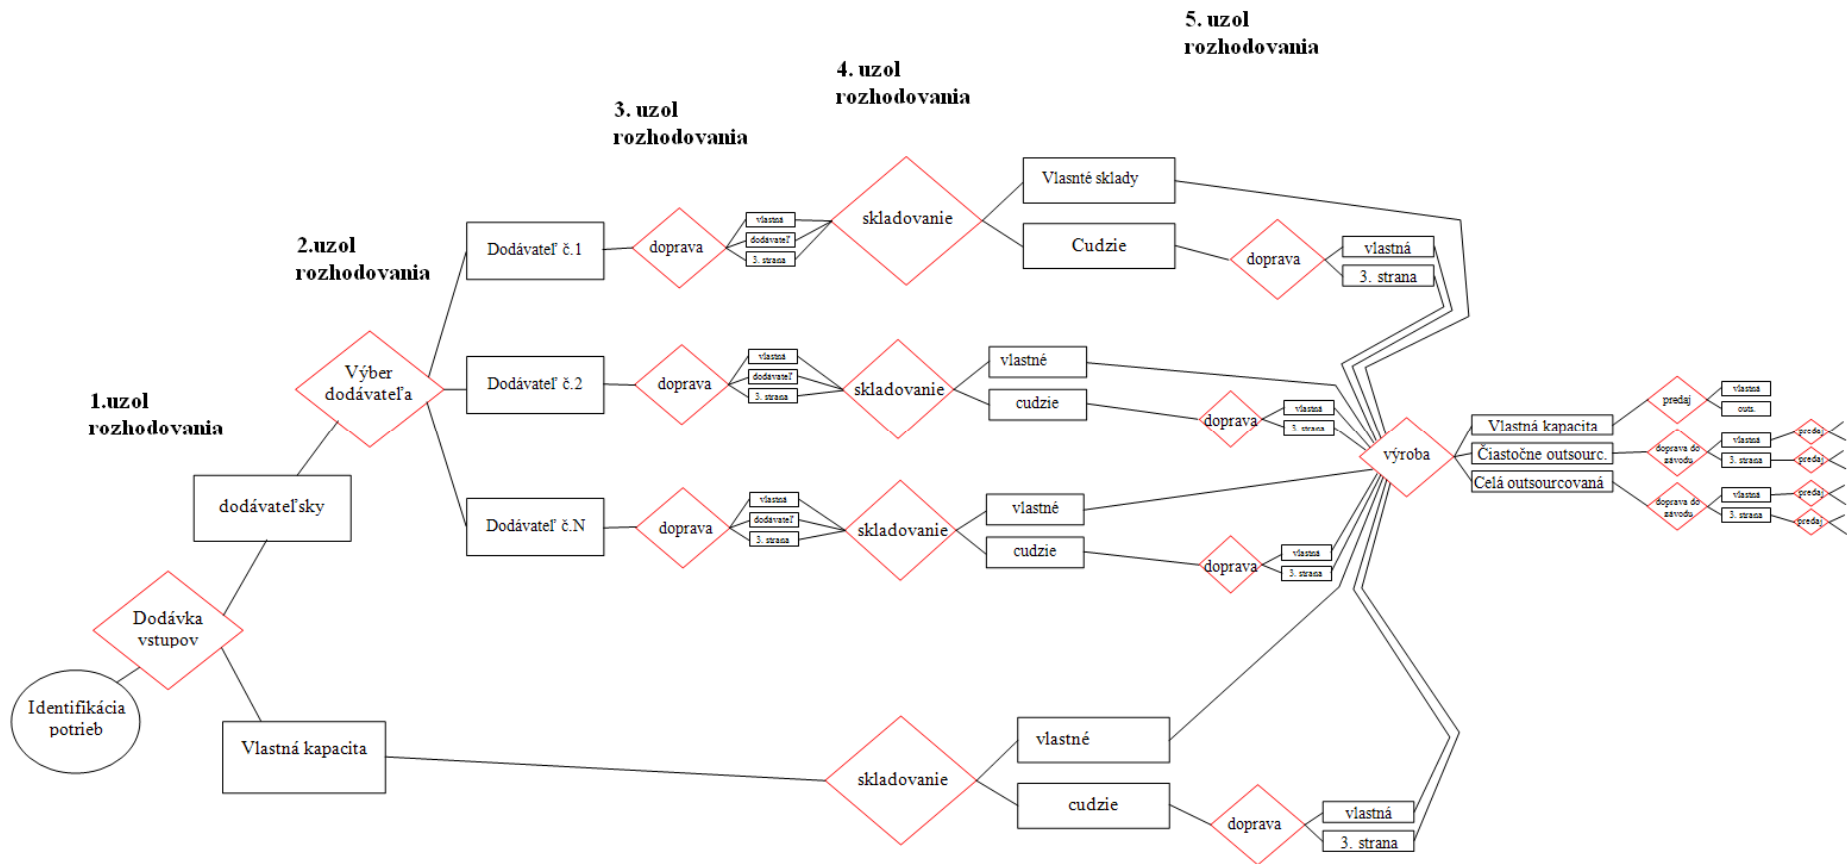 5. uzol
rozhodovania
4. uzol
rozhodovania
3. uzol
rozhodovania
2.uzol
rozhodovania
1.uzol
rozhodovania
Identifikácia
potrieb
Dodávka
vstupov
dodávateľsky
Vlastná kapacita
Výber
dodávateľa
Dodávateľ č.1
doprava
vlastná
dodávateľ
3. strana
skladovanie
Vlasnté sklady
Cudzie
doprava
vlastná
3. strana
Dodávateľ č.2
doprava
vlastná
dodávateľ
3. strana
skladovanie
vlastné
cudzie
doprava
vlastná
3. strana
Dodávateľ č.N
doprava
vlastná
dodávateľ
3. strana
skladovanie
vlastné
cudzie
doprava
vlastná
3. strana
skladovanie
vlastné
cudzie
doprava
vlastná
3. strana
výroba
Vlastná kapacita
Čiastočne outsourc.
Celá outsourcovaná
predaj
vlastná
outs.
doprava do
závodu
vlastná
3. strana
predaj
predaj
doprava do
závodu
vlastná
3. strana
predaj
predaj